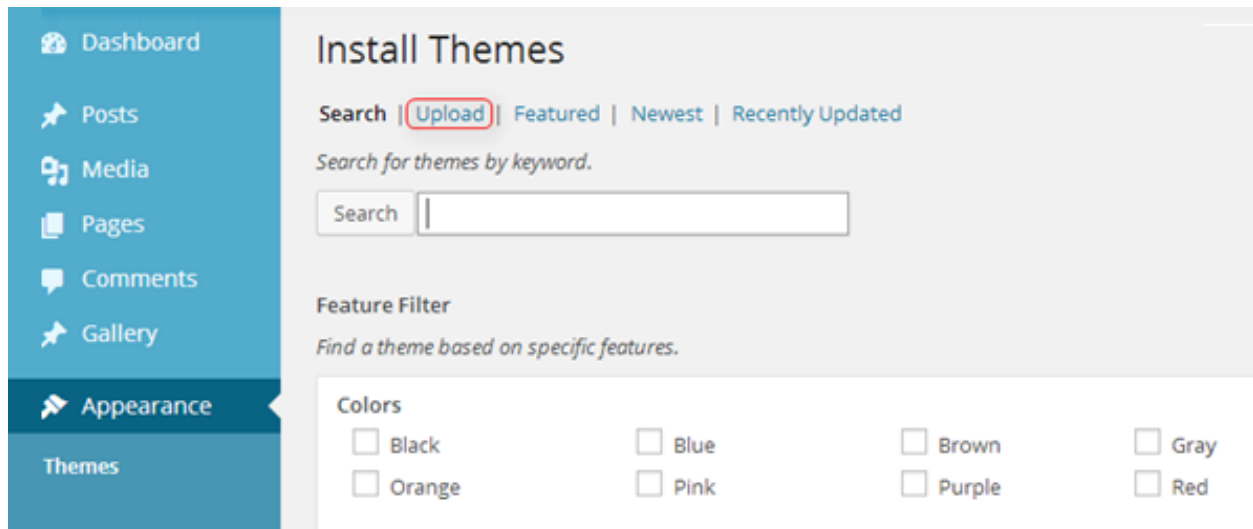 Dashboard
Posts
Media
Pages
Comments
Gallery
Appearance
Themes
Install Themes
Search | Upload | Featured | Newest | Recently Updated
Search for themes by keyword.
Search
Feature Filter
Find a theme based on specific features.
Colors
Black Blue Brown Gray
Orange Pink Purple Red